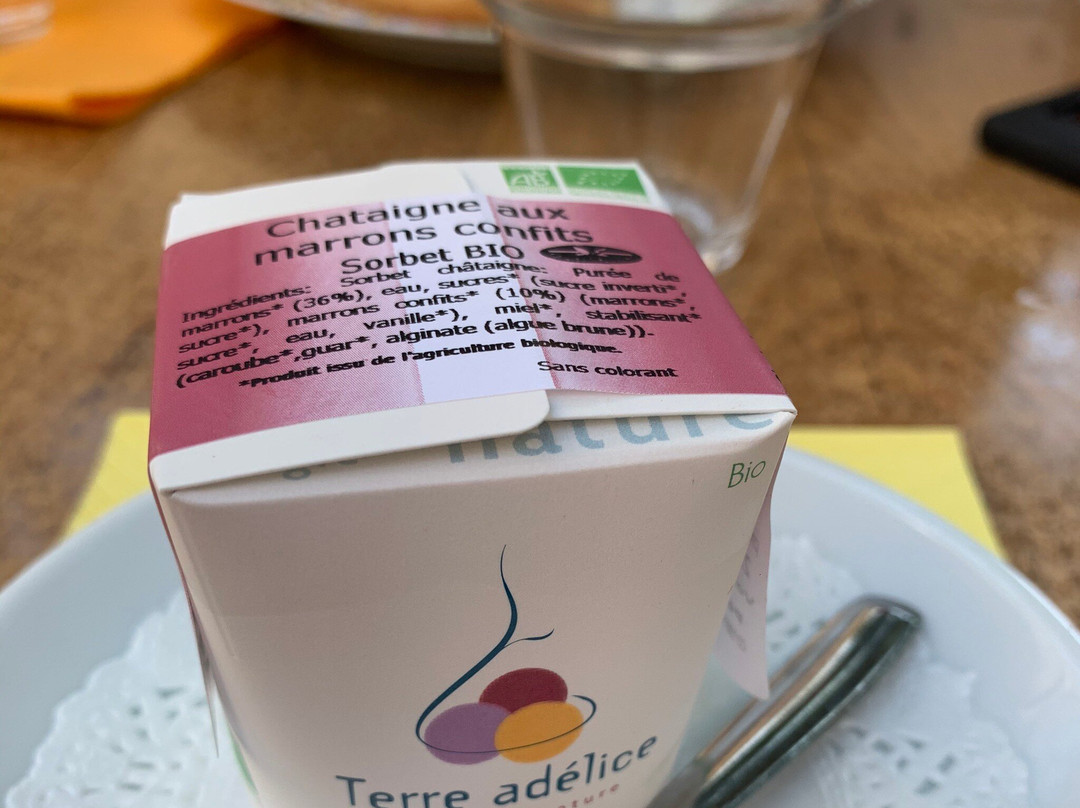 AB
Chataigne aux
marrons confits
Sorbet BIO
Ingrédients: Sorbet châtaigne: Purée de
marrons* (36%), eau, sucres* (sucre inverti*,
sucre*), marrons confits* (10%) (marrons*,
sucre*, eau, vanille*), miel*, stabilisant*
(caroube*,guar*, alginate (algue brune)).
*Produit issu de l'agriculture biologique.
Sans colorant
nature
Bio
Terre adélice
nature